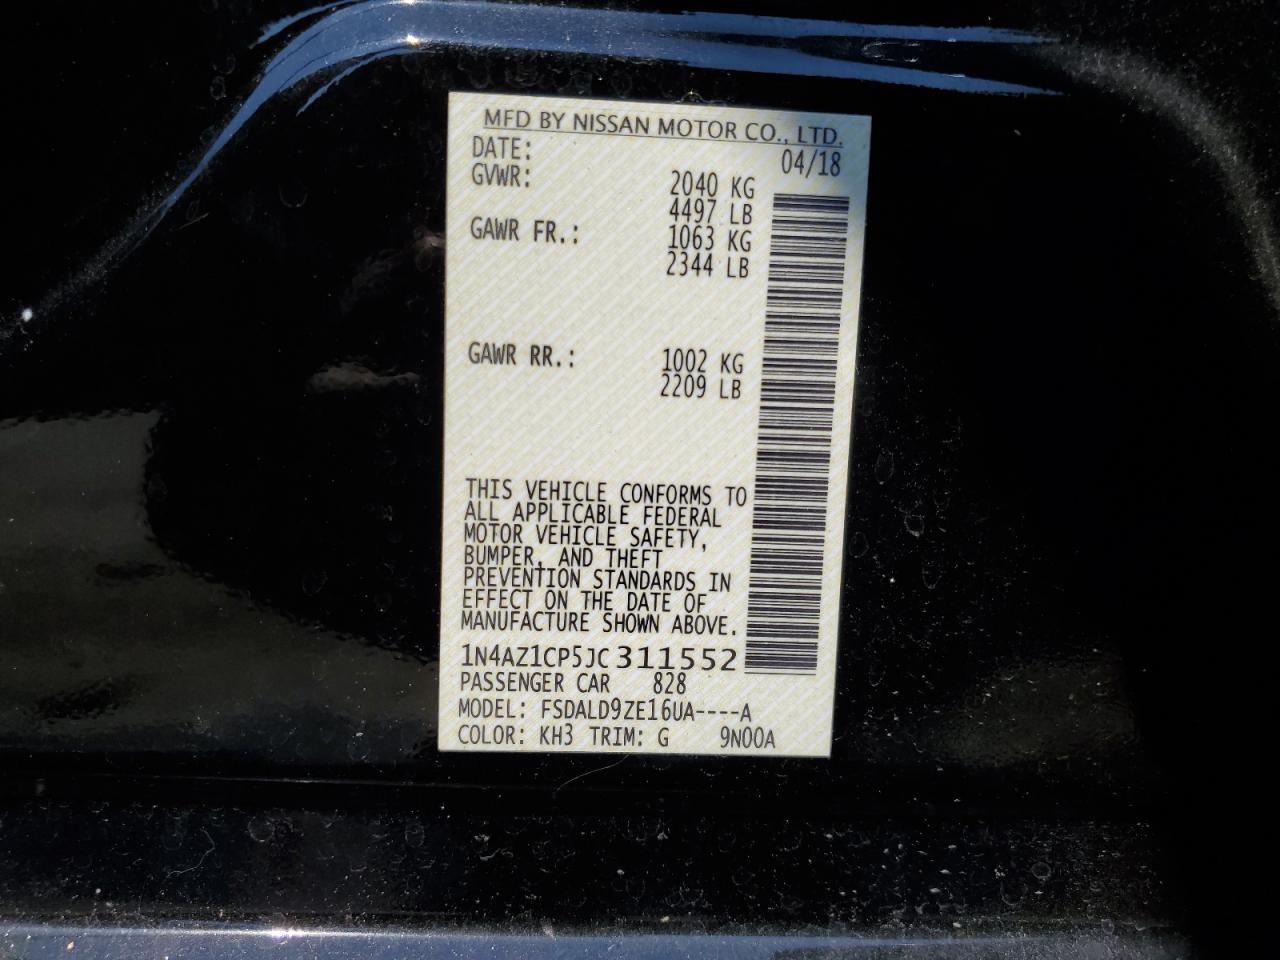 MFD BY NISSAN MOTOR CO., LTD.
DATE: 04/18
GVWR: 2040 KG
4497 LB
GAWR FR.: 1063 KG
2344 LB
GAWR RR.: 1002 KG
2209 LB
THIS VEHICLE CONFORMS TO
ALL APPLICABLE FEDERAL
MOTOR VEHICLE SAFETY,
BUMPER, AND THEFT
PREVENTION STANDARDS IN
EFFECT ON THE DATE OF
MANUFACTURE SHOWN ABOVE.
1N4AZ1CP5JC311552
PASSENGER CAR 828
MODEL: FSDALD9ZE16UA----A
COLOR: KH3 TRIM: G 9N00A